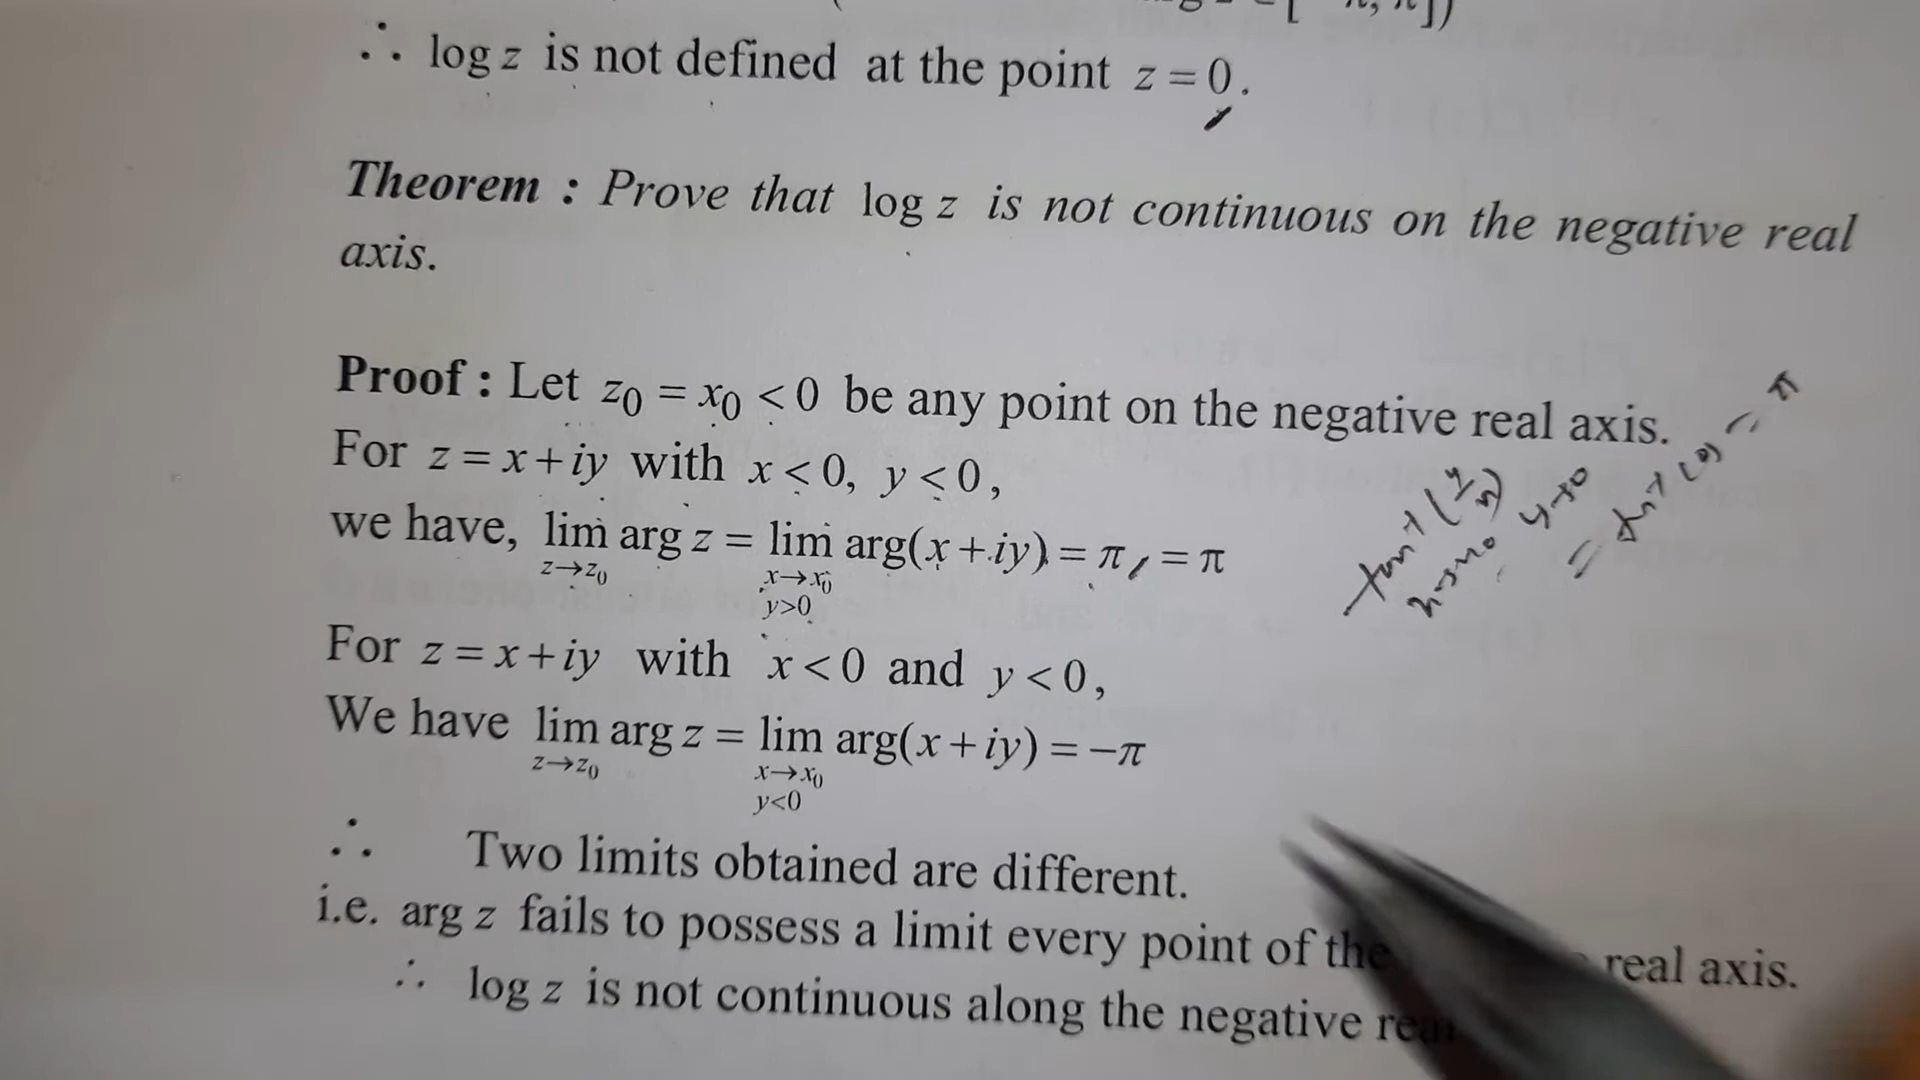 π, π])
∴ log z is not defined at the point z = 0.
Theorem : Prove that log z is not continuous on the negative real
axis.
Proof : Let z₀ = x₀ < 0 be any point on the negative real axis.
For z = x + iy with x < 0, y < 0,
we have, lim arg z = lim arg(x + iy) = π, = π
z→z₀ x→x₀
y>0
For z = x + iy with x < 0 and y < 0,
We have lim arg z = lim arg(x + iy) = −π
z→z₀ x→x₀
y<0
∴ Two limits obtained are different.
i.e. arg z fails to possess a limit every point of the real axis.
∴ log z is not continuous along the negative
π